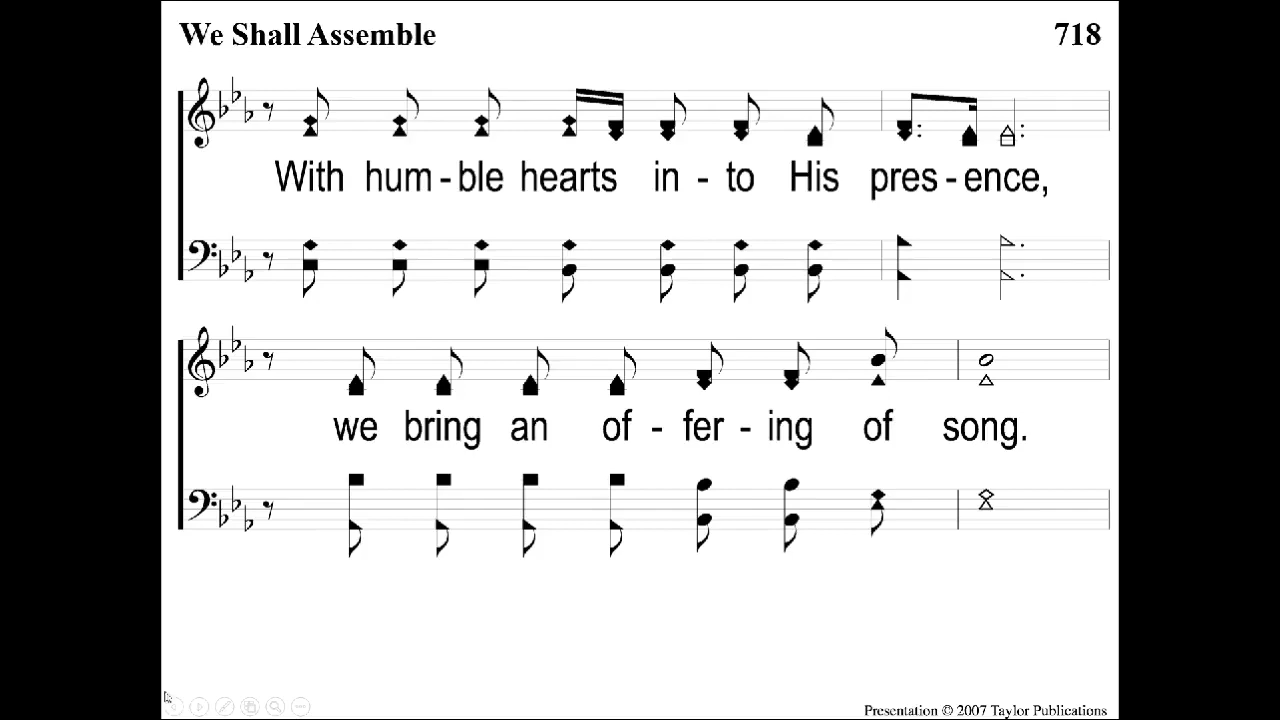 We Shall Assemble 718
With hum - ble hearts in - to His pres - ence,
we bring an of - fer - ing of song.
Presentation © 2007 Taylor Publications